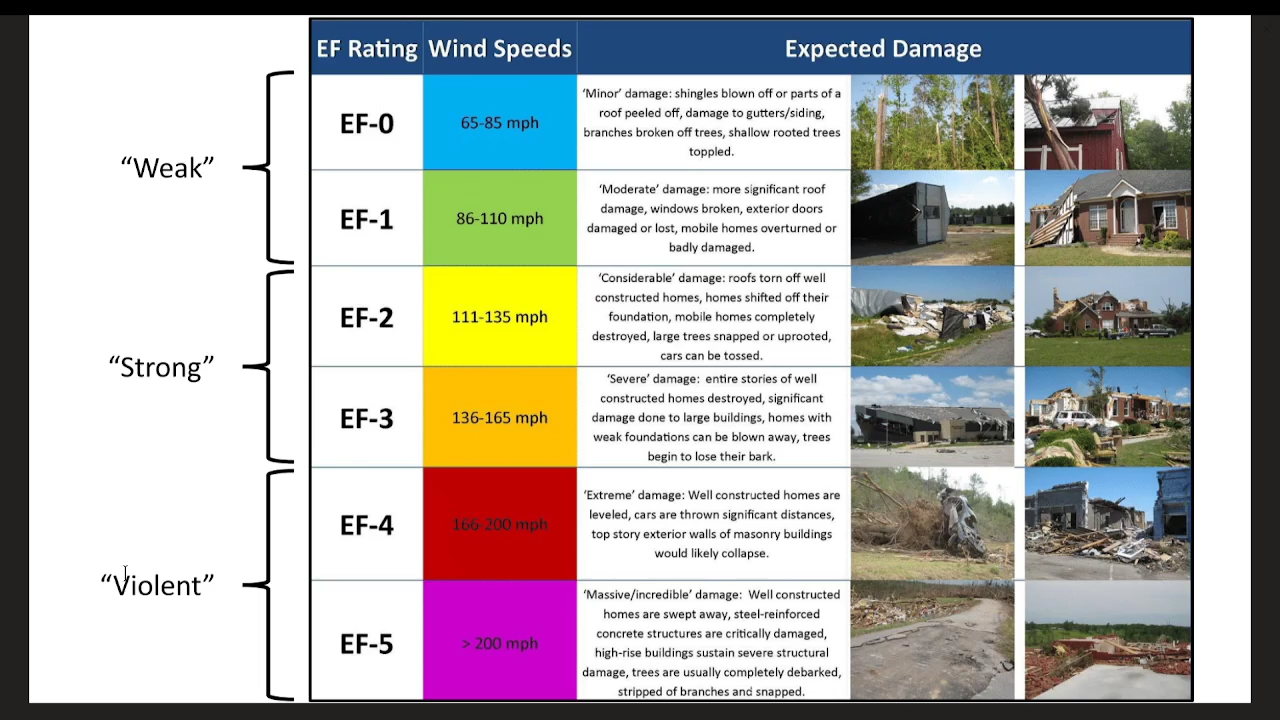 EF Rating Wind Speeds Expected Damage
"Weak"
EF-0
65-85 mph
‘Minor’ damage: shingles blown off or parts of a
roof peeled off, damage to gutters/siding,
branches broken off trees, shallow rooted trees
toppled.
EF-1
86-110 mph
‘Moderate’ damage: more significant roof
damage, windows broken, exterior doors
damaged or lost, mobile homes overturned or
badly damaged.
“Strong”
EF-2
111-135 mph
‘Considerable’ damage: roofs torn off well
constructed homes, homes shifted off their
foundation, mobile homes completely
destroyed, large trees snapped or uprooted,
cars can be tossed.
EF-3
136-165 mph
‘Severe’ damage: entire stories of well
constructed homes destroyed, significant
damage done to large buildings, homes with
weak foundations can be blown away, trees
begin to lose their bark.
“Violent”
EF-4
166-200 mph
‘Extreme’ damage: Well constructed homes are
leveled, cars are thrown significant distances,
top story exterior walls of masonry buildings
would likely collapse.
EF-5
> 200 mph
‘Massive/incredible’ damage: Well constructed
homes are swept away, steel-reinforced
concrete structures are critically damaged,
high-rise buildings sustain severe structural
damage, trees are usually completely debarked,
stripped of branches and snapped.